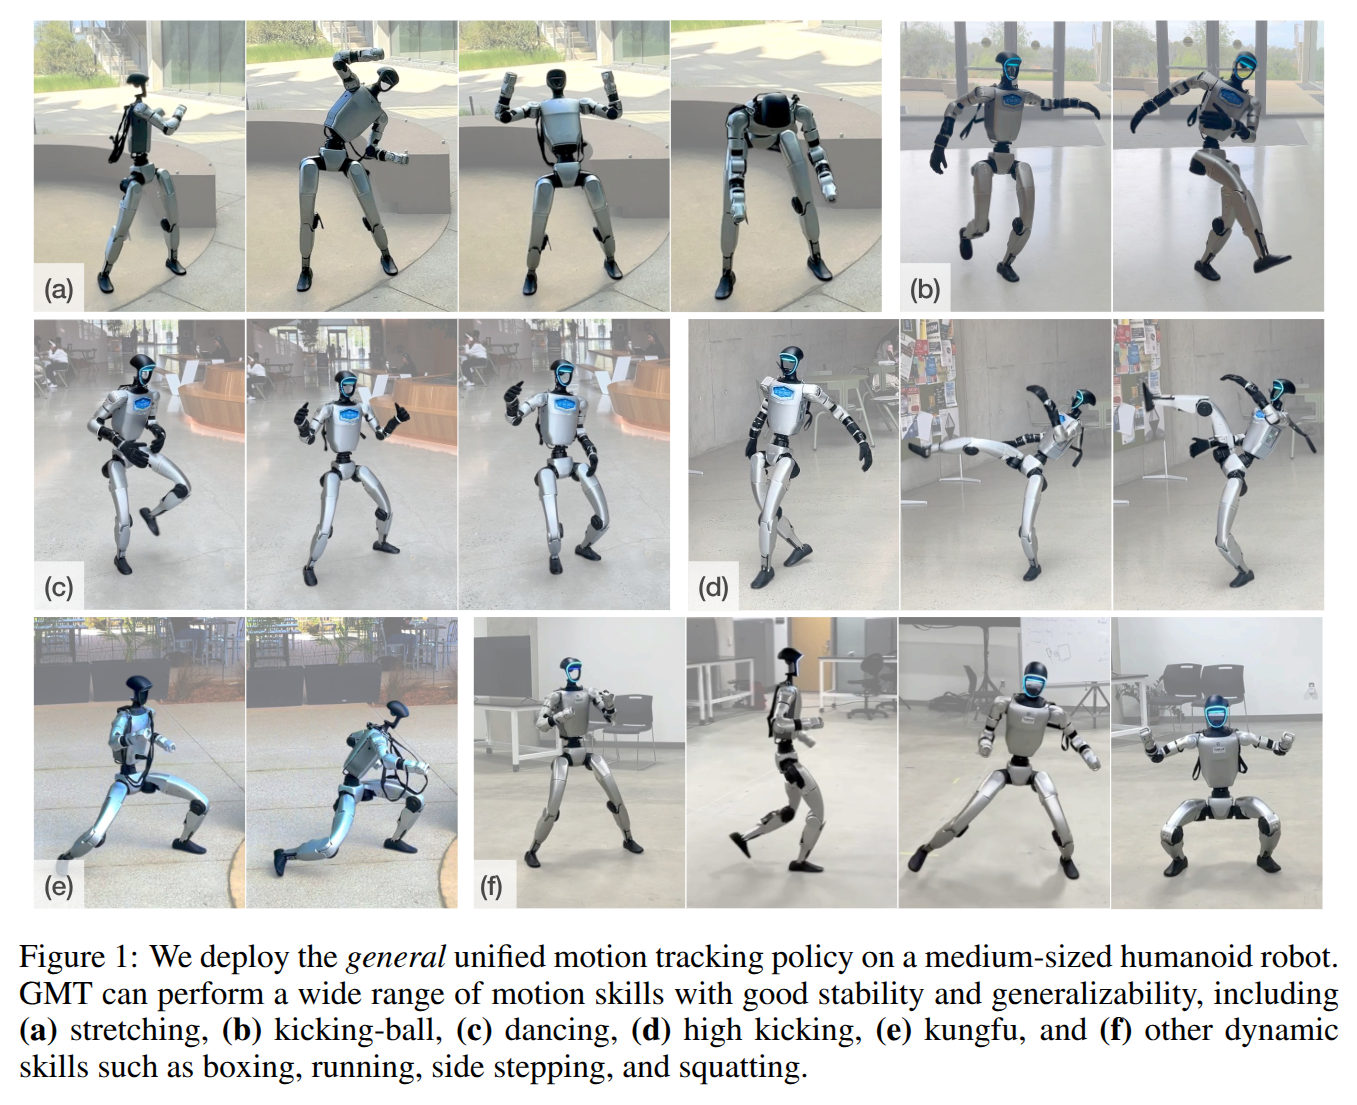 (a)
(b)
(c)
(d)
(e)
(f)
Figure 1: We deploy the general unified motion tracking policy on a medium-sized humanoid robot.
GMT can perform a wide range of motion skills with good stability and generalizability, including
(a) stretching, (b) kicking-ball, (c) dancing, (d) high kicking, (e) kungfu, and (f) other dynamic
skills such as boxing, running, side stepping, and squatting.